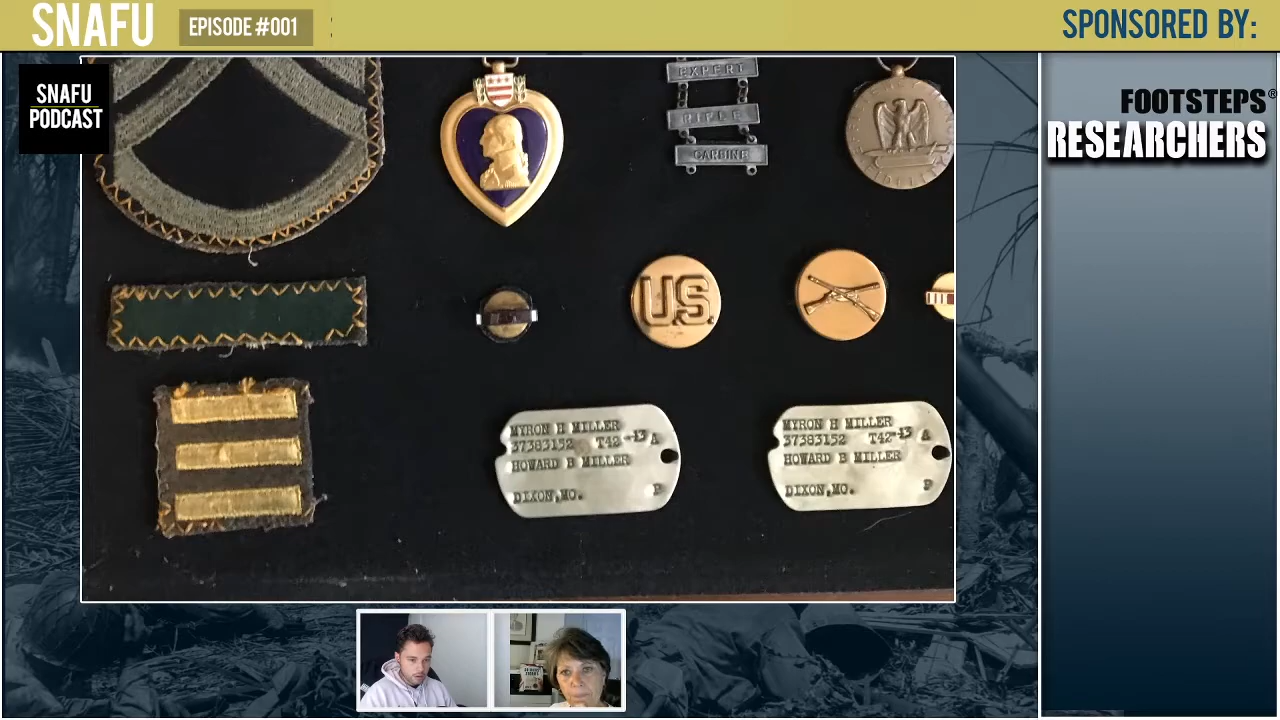 SNAFU
EPISODE #001
SPONSORED BY:
SNAFU
PODCAST
FOOTSTEPS®
RESEARCHERS
EXPERT
RIFLE
CARBINE
U.S.
MYRON H MILLER
37383152 T42-43 A
HOWARD B MILLER
DIXON,MO. P
MYRON H MILLER
37383152 T42-43 A
HOWARD B MILLER
DIXON,MO. P